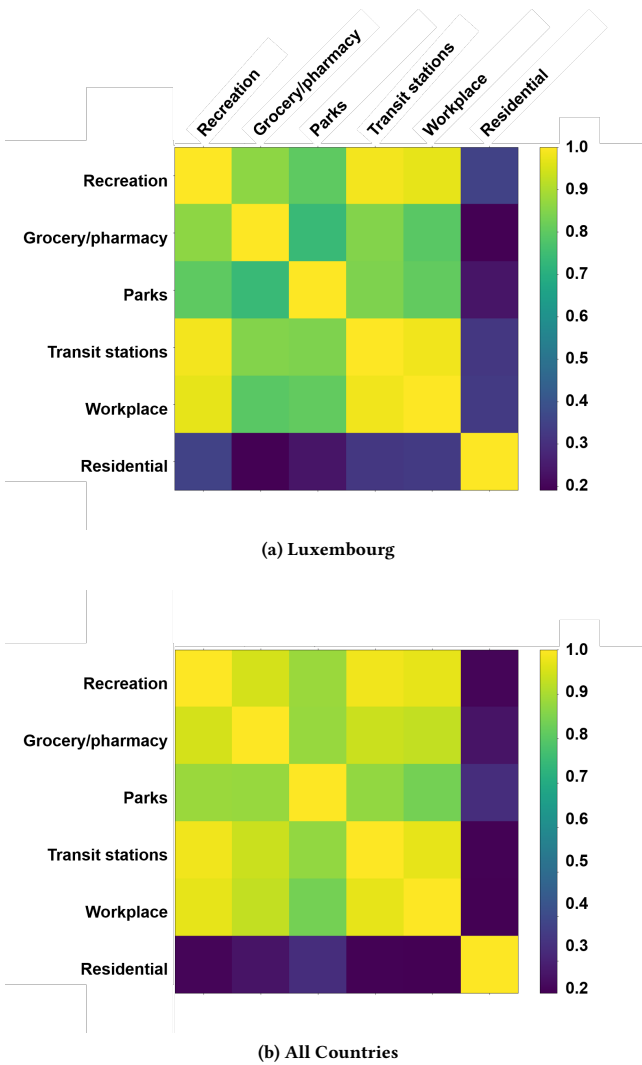 Recreation
Grocery/pharmacy
Parks
Transit stations
Workplace
Residential
Recreation
Grocery/pharmacy
Parks
Transit stations
Workplace
Residential
1.0
0.9
0.8
0.7
0.6
0.5
0.4
0.3
0.2
(a) Luxembourg
Recreation
Grocery/pharmacy
Parks
Transit stations
Workplace
Residential
1.0
0.9
0.8
0.7
0.6
0.5
0.4
0.3
0.2
(b) All Countries